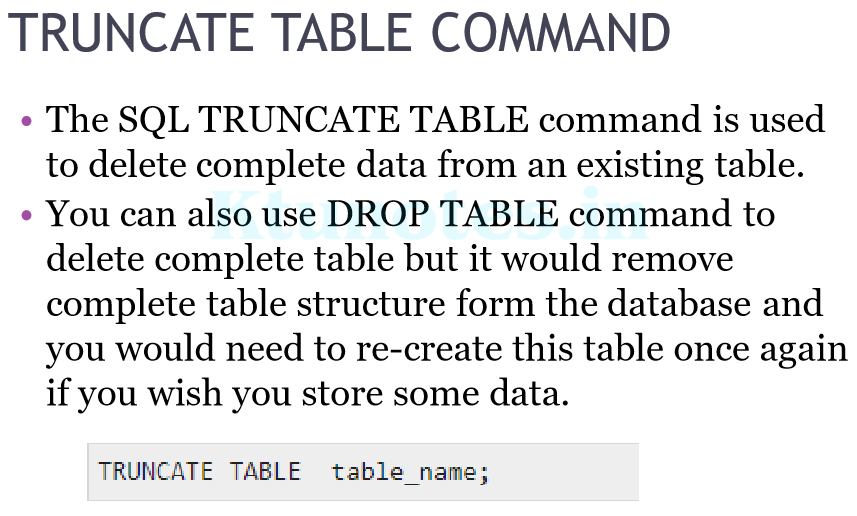 TRUNCATE TABLE COMMAND
• The SQL TRUNCATE TABLE command is used
to delete complete data from an existing table.
Ktunotes.in
• You can also use DROP TABLE command to
delete complete table but it would remove
complete table structure form the database and
you would need to re-create this table once again
if you wish you store some data.
TRUNCATE TABLE table_name;